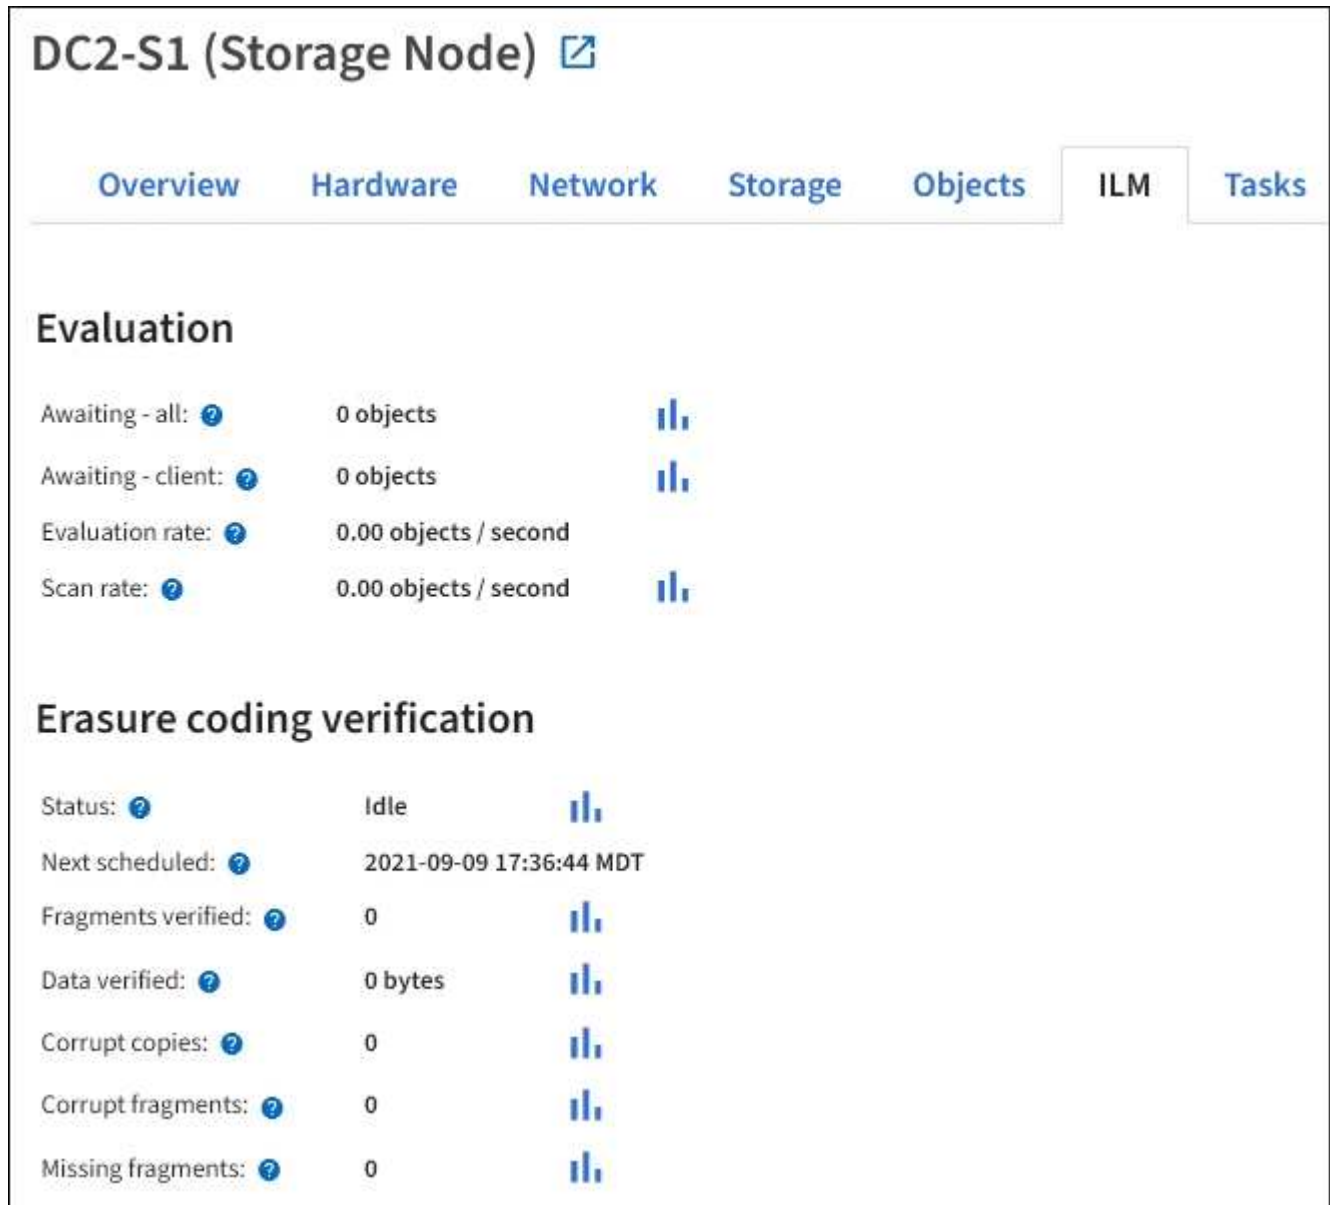 DC2-S1 (Storage Node)
Overview Hardware Network Storage Objects ILM Tasks
Evaluation
Awaiting - all: 0 objects
Awaiting - client: 0 objects
Evaluation rate: 0.00 objects / second
Scan rate: 0.00 objects / second
Erasure coding verification
Status: Idle
Next scheduled: 2021-09-09 17:36:44 MDT
Fragments verified: 0
Data verified: 0 bytes
Corrupt copies: 0
Corrupt fragments: 0
Missing fragments: 0